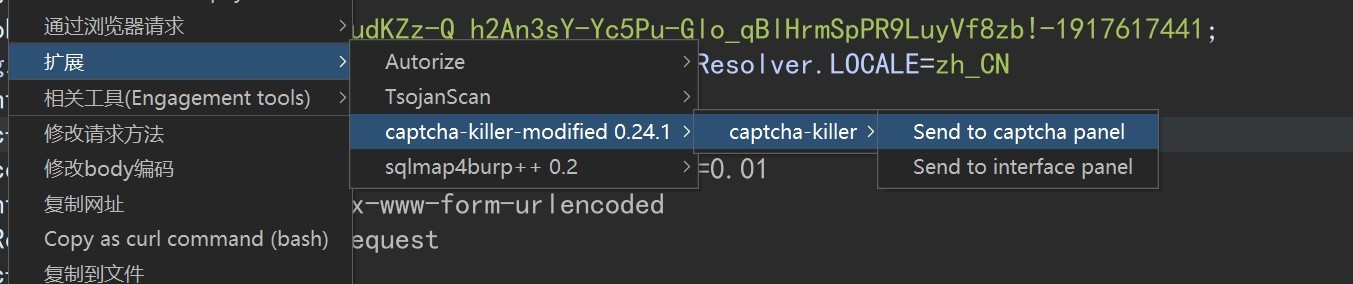 通过浏览器请求
udKZz-Q_h2An3sY-Yc5Pu-Glo_qBlHrmSpPR9LuyVf8zb!-1917617441;
扩展
Autorize
Resolver.LOCALE=zh_CN
相关工具(Engagement tools)
TsojanScan
修改请求方法
captcha-killer-modified 0.24.1
captcha-killer
Send to captcha panel
修改body编码
sqlmap4burp++ 0.2
=0.01
Send to interface panel
复制网址
x-www-form-urlencoded
Copy as curl command (bash)
equest
复制到文件